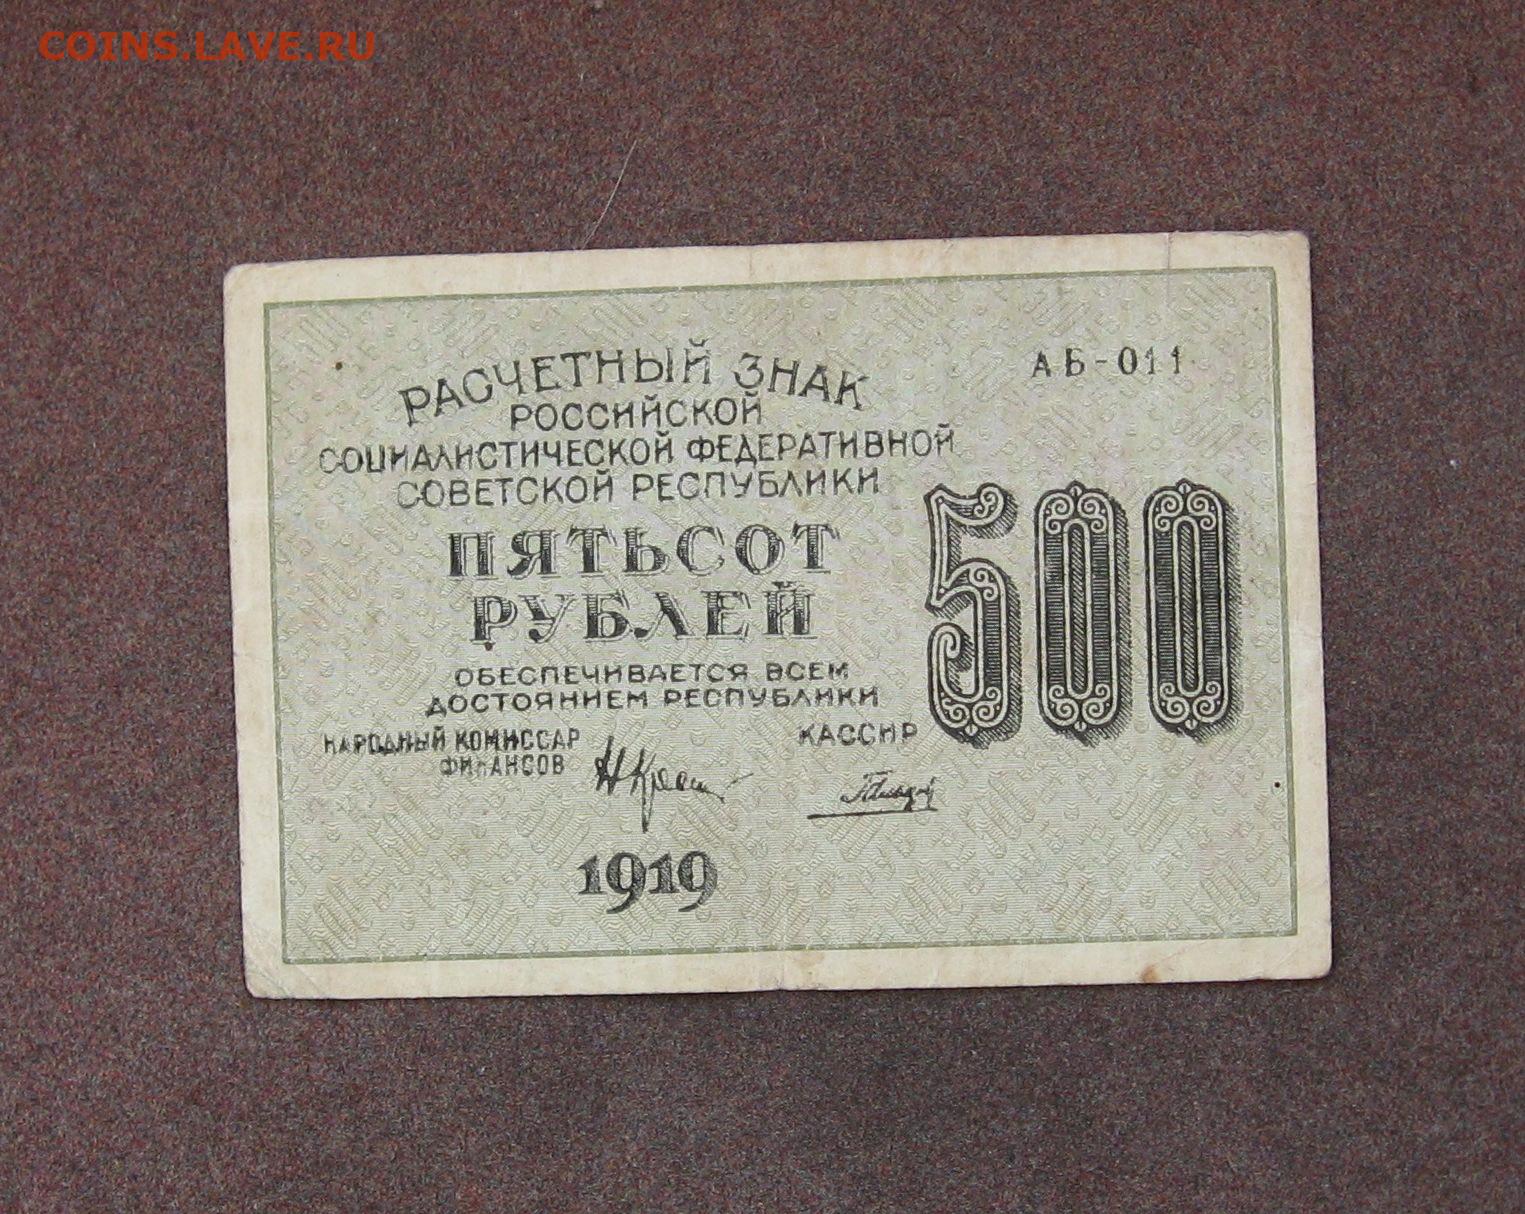 COINS.LAVE.RU
АБ-011
РАСЧЕТНЫЙ ЗНАК
РОССИЙСКОЙ
СОЦИАЛИСТИЧЕСКОЙ ФЕДЕРАТИВНОЙ
СОВЕТСКОЙ РЕСПУБЛИКИ
ПЯТЬСОТ
РУБЛЕЙ
500
ОБЕСПЕЧИВАЕТСЯ ВСЕМ
ДОСТОЯНИЕМ РЕСПУБЛИКИ
НАРОДНЫЙ КОМИССАР
ФИНАНСОВ
КАССИР
1919